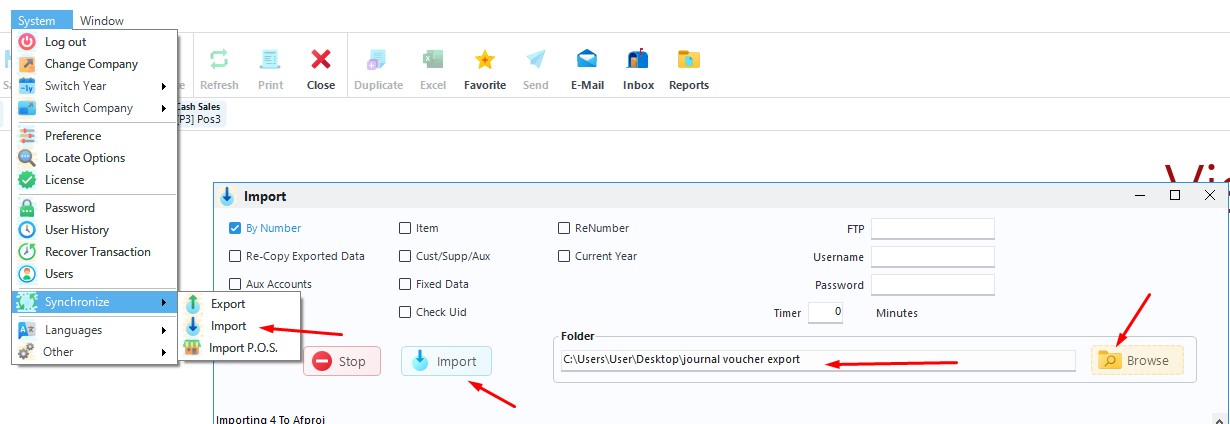 System Window
Log out
Change Company
Switch Year
Switch Company
Preference
Locate Options
License
Password
User History
Recover Transaction
Users
Synchronize
Languages
Other
Export
Import
Import P.O.S.
Refresh
Print
Close
Duplicate
Excel
Favorite
Send
E-Mail
Inbox
Reports
Cash Sales
[P3] Pos3
Import
By Number
Item
ReNumber
FTP
Re-Copy Exported Data
Cust/Supp/Aux
Current Year
Username
Aux Accounts
Fixed Data
Password
Check Uid
Timer 0 Minutes
Folder
C:\Users\User\Desktop\journal voucher export
Browse
Stop
Import
Importing 4 To Afproj